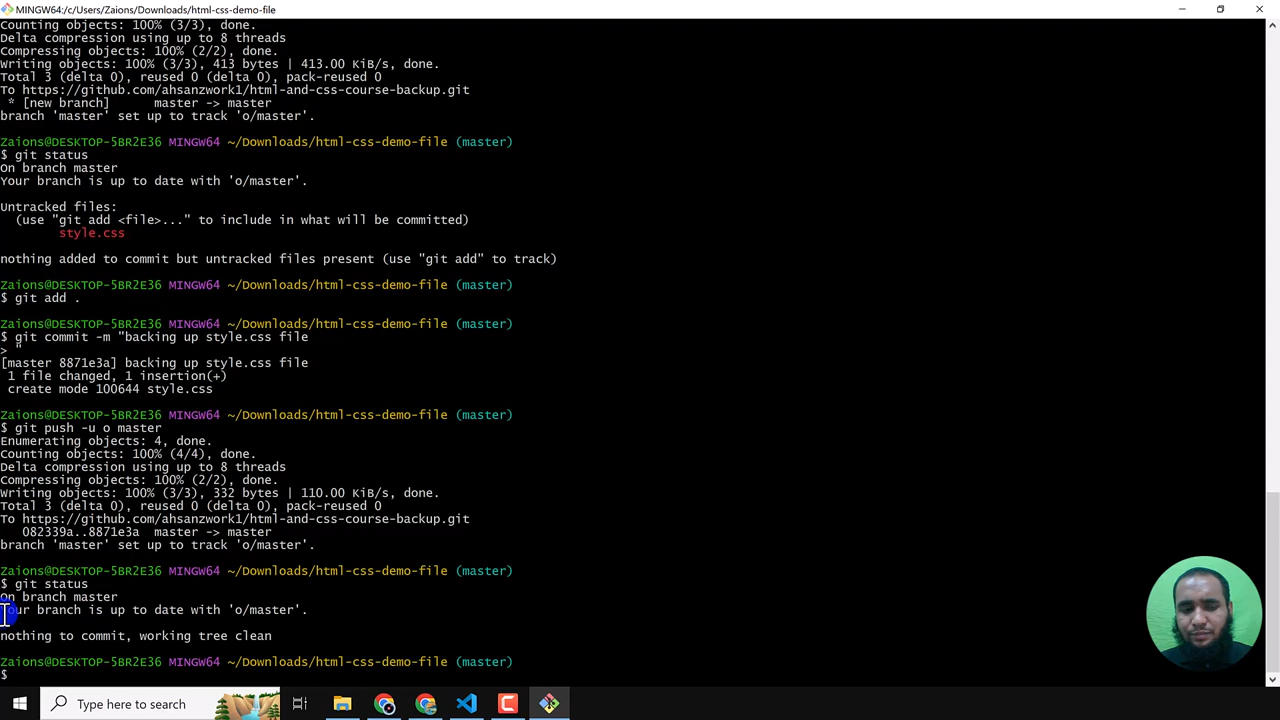 MINGW64:/c/Users/Zaions/Downloads/html-css-demo-file
Counting objects: 100% (3/3), done.
Delta compression using up to 8 threads
Compressing objects: 100% (2/2), done.
Writing objects: 100% (3/3), 413 bytes | 413.00 KiB/s, done.
Total 3 (delta 0), reused 0 (delta 0), pack-reused 0
To https://github.com/ahsanzwork1/html-and-css-course-backup.git
 * [new branch]      master -> master
branch 'master' set up to track 'o/master'.
Zaions@DESKTOP-5BR2E36 MINGW64 ~/Downloads/html-css-demo-file (master)
$ git status
On branch master
Your branch is up to date with 'o/master'.
Untracked files:
  (use "git add <file>..." to include in what will be committed)
        style.css
nothing added to commit but untracked files present (use "git add" to track)
Zaions@DESKTOP-5BR2E36 MINGW64 ~/Downloads/html-css-demo-file (master)
$ git add .
Zaions@DESKTOP-5BR2E36 MINGW64 ~/Downloads/html-css-demo-file (master)
$ git commit -m "backing up style.css file
> "
[master 8871e3a] backing up style.css file
 1 file changed, 1 insertion(+)
 create mode 100644 style.css
Zaions@DESKTOP-5BR2E36 MINGW64 ~/Downloads/html-css-demo-file (master)
$ git push -u o master
Enumerating objects: 4, done.
Counting objects: 100% (4/4), done.
Delta compression using up to 8 threads
Compressing objects: 100% (2/2), done.
Writing objects: 100% (3/3), 332 bytes | 110.00 KiB/s, done.
Total 3 (delta 0), reused 0 (delta 0), pack-reused 0
To https://github.com/ahsanzwork1/html-and-css-course-backup.git
   082339a..8871e3a  master -> master
branch 'master' set up to track 'o/master'.
Zaions@DESKTOP-5BR2E36 MINGW64 ~/Downloads/html-css-demo-file (master)
$ git status
On branch master
Your branch is up to date with 'o/master'.
nothing to commit, working tree clean
Zaions@DESKTOP-5BR2E36 MINGW64 ~/Downloads/html-css-demo-file (master)
$
Type here to search